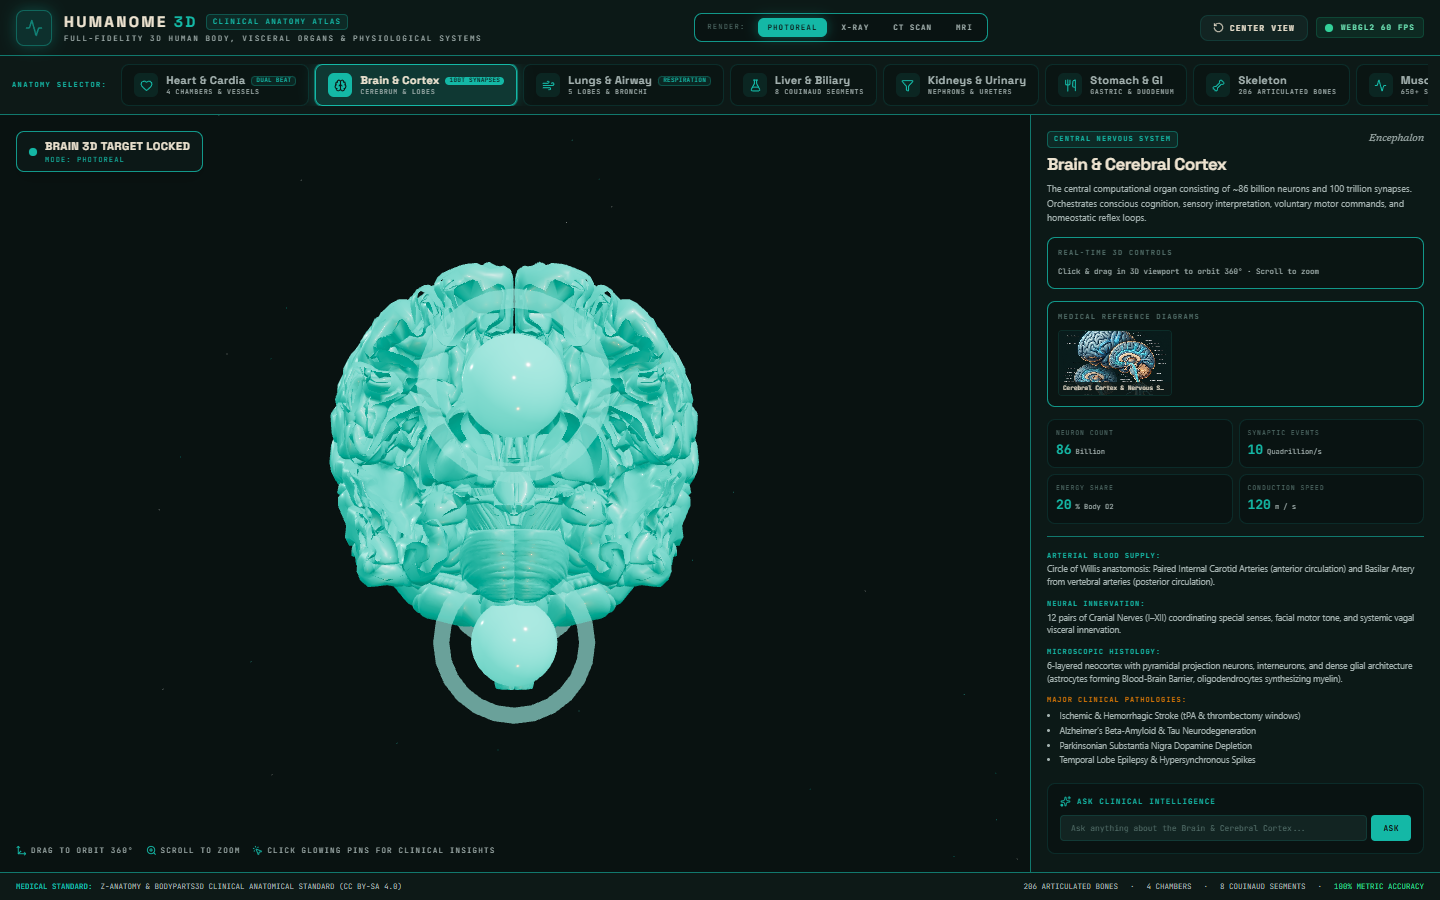 HUMANOME 3D CLINICAL ANATOMY ATLAS
FULL-FIDELITY 3D HUMAN BODY, VISCERAL ORGANS & PHYSIOLOGICAL SYSTEMS
RENDER: PHOTOREAL X-RAY CT SCAN MRI
CENTER VIEW
WEBGL2 60 FPS
ANATOMY SELECTOR:
Heart & Cardia DUAL BEAT
4 CHAMBERS & VESSELS
Brain & Cortex 100T SYNAPSES
CEREBRUM & LOBES
Lungs & Airway RESPIRATION
5 LOBES & BRONCHI
Liver & Biliary
8 COUINAUD SEGMENTS
Kidneys & Urinary
NEPHRONS & URETERS
Stomach & GI
GASTRIC & DUODENUM
Skeleton
206 ARTICULATED BONES
Musc
650+ S
BRAIN 3D TARGET LOCKED
MODE: PHOTOREAL
DRAG TO ORBIT 360° SCROLL TO ZOOM CLICK GLOWING PINS FOR CLINICAL INSIGHTS
CENTRAL NERVOUS SYSTEM
Encephalon
Brain & Cerebral Cortex
The central computational organ consisting of ~86 billion neurons and 100 trillion synapses.
Orchestrates conscious cognition, sensory interpretation, voluntary motor commands, and
homeostatic reflex loops.
REAL-TIME 3D CONTROLS
Click & drag in 3D viewport to orbit 360° · Scroll to zoom
MEDICAL REFERENCE DIAGRAMS
Cerebral Cortex & Nervous S…
NEURON COUNT
86 Billion
SYNAPTIC EVENTS
10 Quadrillion/s
ENERGY SHARE
20 % Body O2
CONDUCTION SPEED
120 m / s
ARTERIAL BLOOD SUPPLY:
Circle of Willis anastomosis: Paired Internal Carotid Arteries (anterior circulation) and Basilar Artery
from vertebral arteries (posterior circulation).
NEURAL INNERVATION:
12 pairs of Cranial Nerves (I–XII) coordinating special senses, facial motor tone, and systemic vagal
visceral innervation.
MICROSCOPIC HISTOLOGY:
6-layered neocortex with pyramidal projection neurons, interneurons, and dense glial architecture
(astrocytes forming Blood-Brain Barrier, oligodendrocytes synthesizing myelin).
MAJOR CLINICAL PATHOLOGIES:
• Ischemic & Hemorrhagic Stroke (tPA & thrombectomy windows)
• Alzheimer's Beta-Amyloid & Tau Neurodegeneration
• Parkinsonian Substantia Nigra Dopamine Depletion
• Temporal Lobe Epilepsy & Hypersynchronous Spikes
ASK CLINICAL INTELLIGENCE
Ask anything about the Brain & Cerebral Cortex...
ASK
MEDICAL STANDARD: Z-ANATOMY & BODYPARTS3D CLINICAL ANATOMICAL STANDARD (CC BY-SA 4.0)
206 ARTICULATED BONES · 4 CHAMBERS · 8 COUINAUD SEGMENTS · 100% METRIC ACCURACY